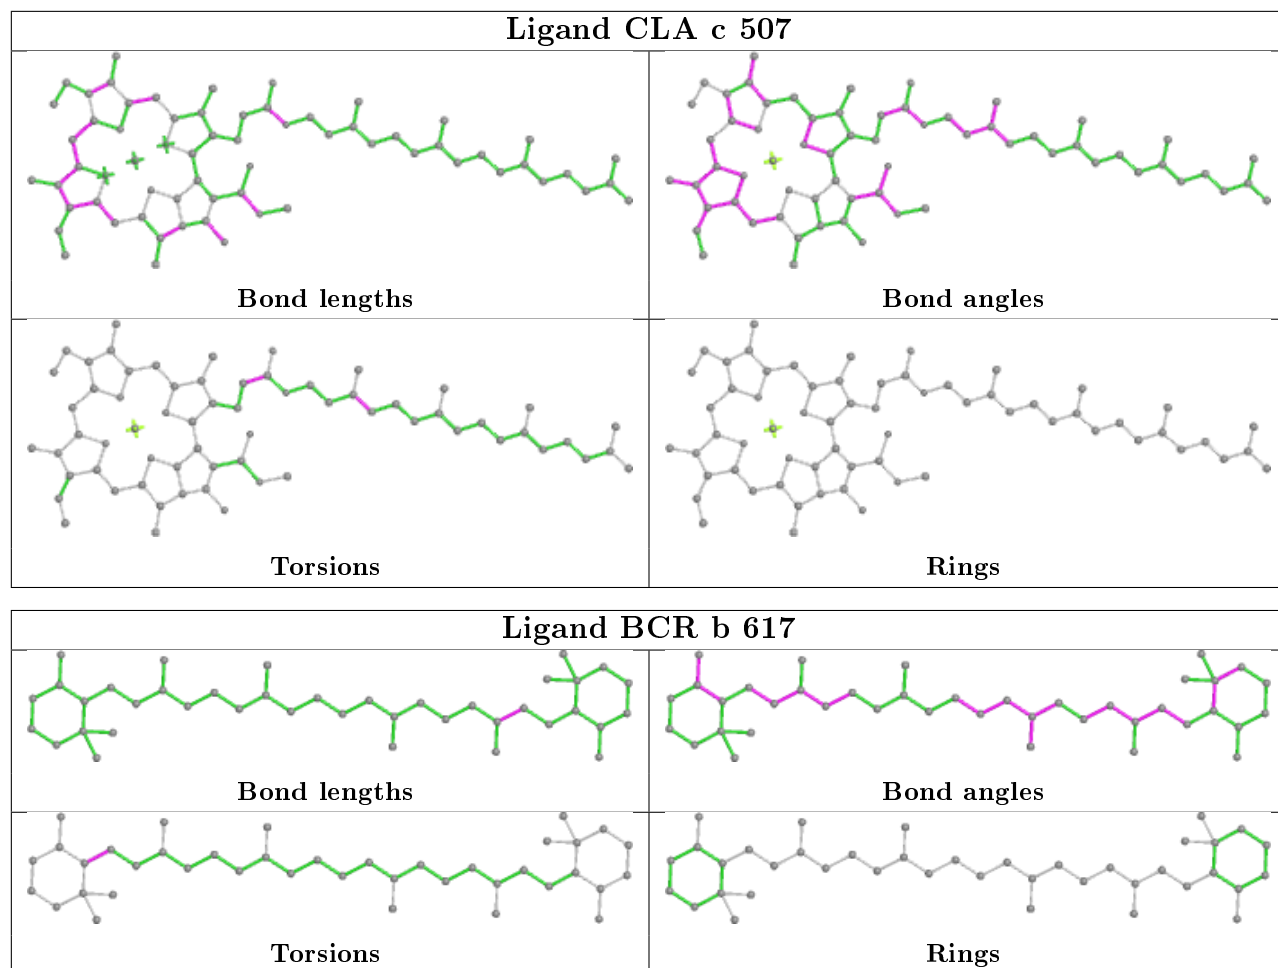 Ligand CLA c 507
Bond lengths
Bond angles
Torsions
Rings
Ligand BCR b 617
Bond lengths
Bond angles
Torsions
Rings